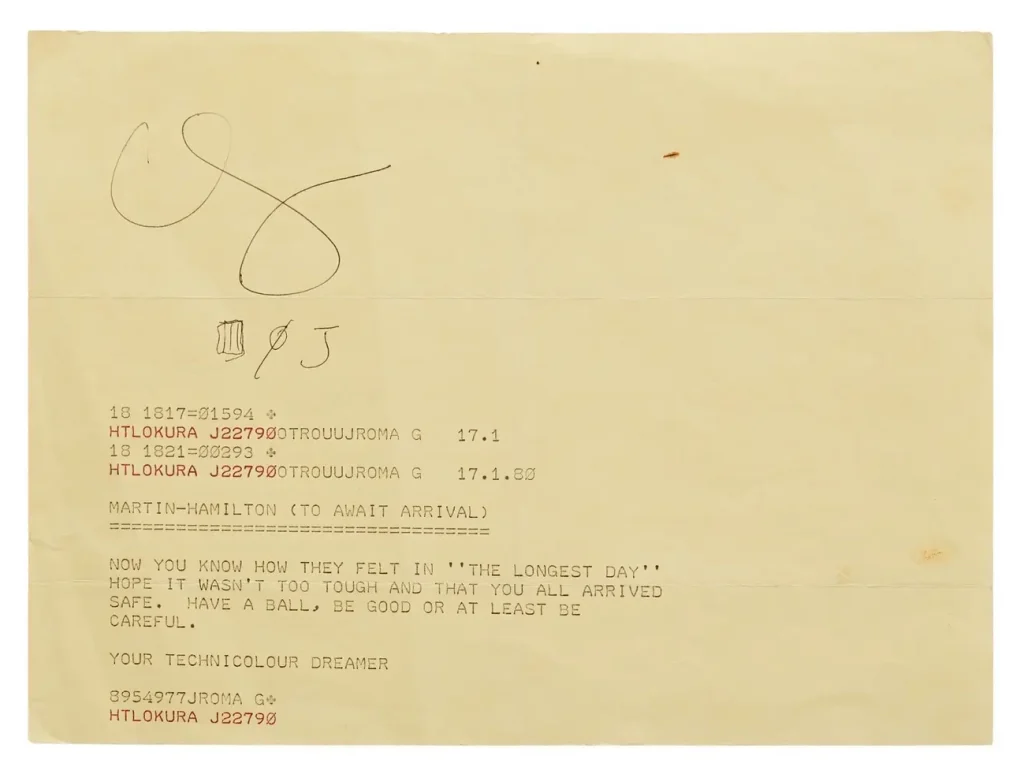 18 1817=Ø1594 ✤
HTLOKURA J2279ØOTROUUJROMA G   17.1
18 1821=ØØ293 ✤
HTLOKURA J2279ØOTROUUJROMA G   17.1.8Ø
MARTIN-HAMILTON (TO AWAIT ARRIVAL)
==================================
NOW YOU KNOW HOW THEY FELT IN ''THE LONGEST DAY''
HOPE IT WASN'T TOO TOUGH AND THAT YOU ALL ARRIVED
SAFE.  HAVE A BALL, BE GOOD OR AT LEAST BE
CAREFUL.
YOUR TECHNICOLOUR DREAMER
8954977JROMA G✤
HTLOKURA J2279Ø